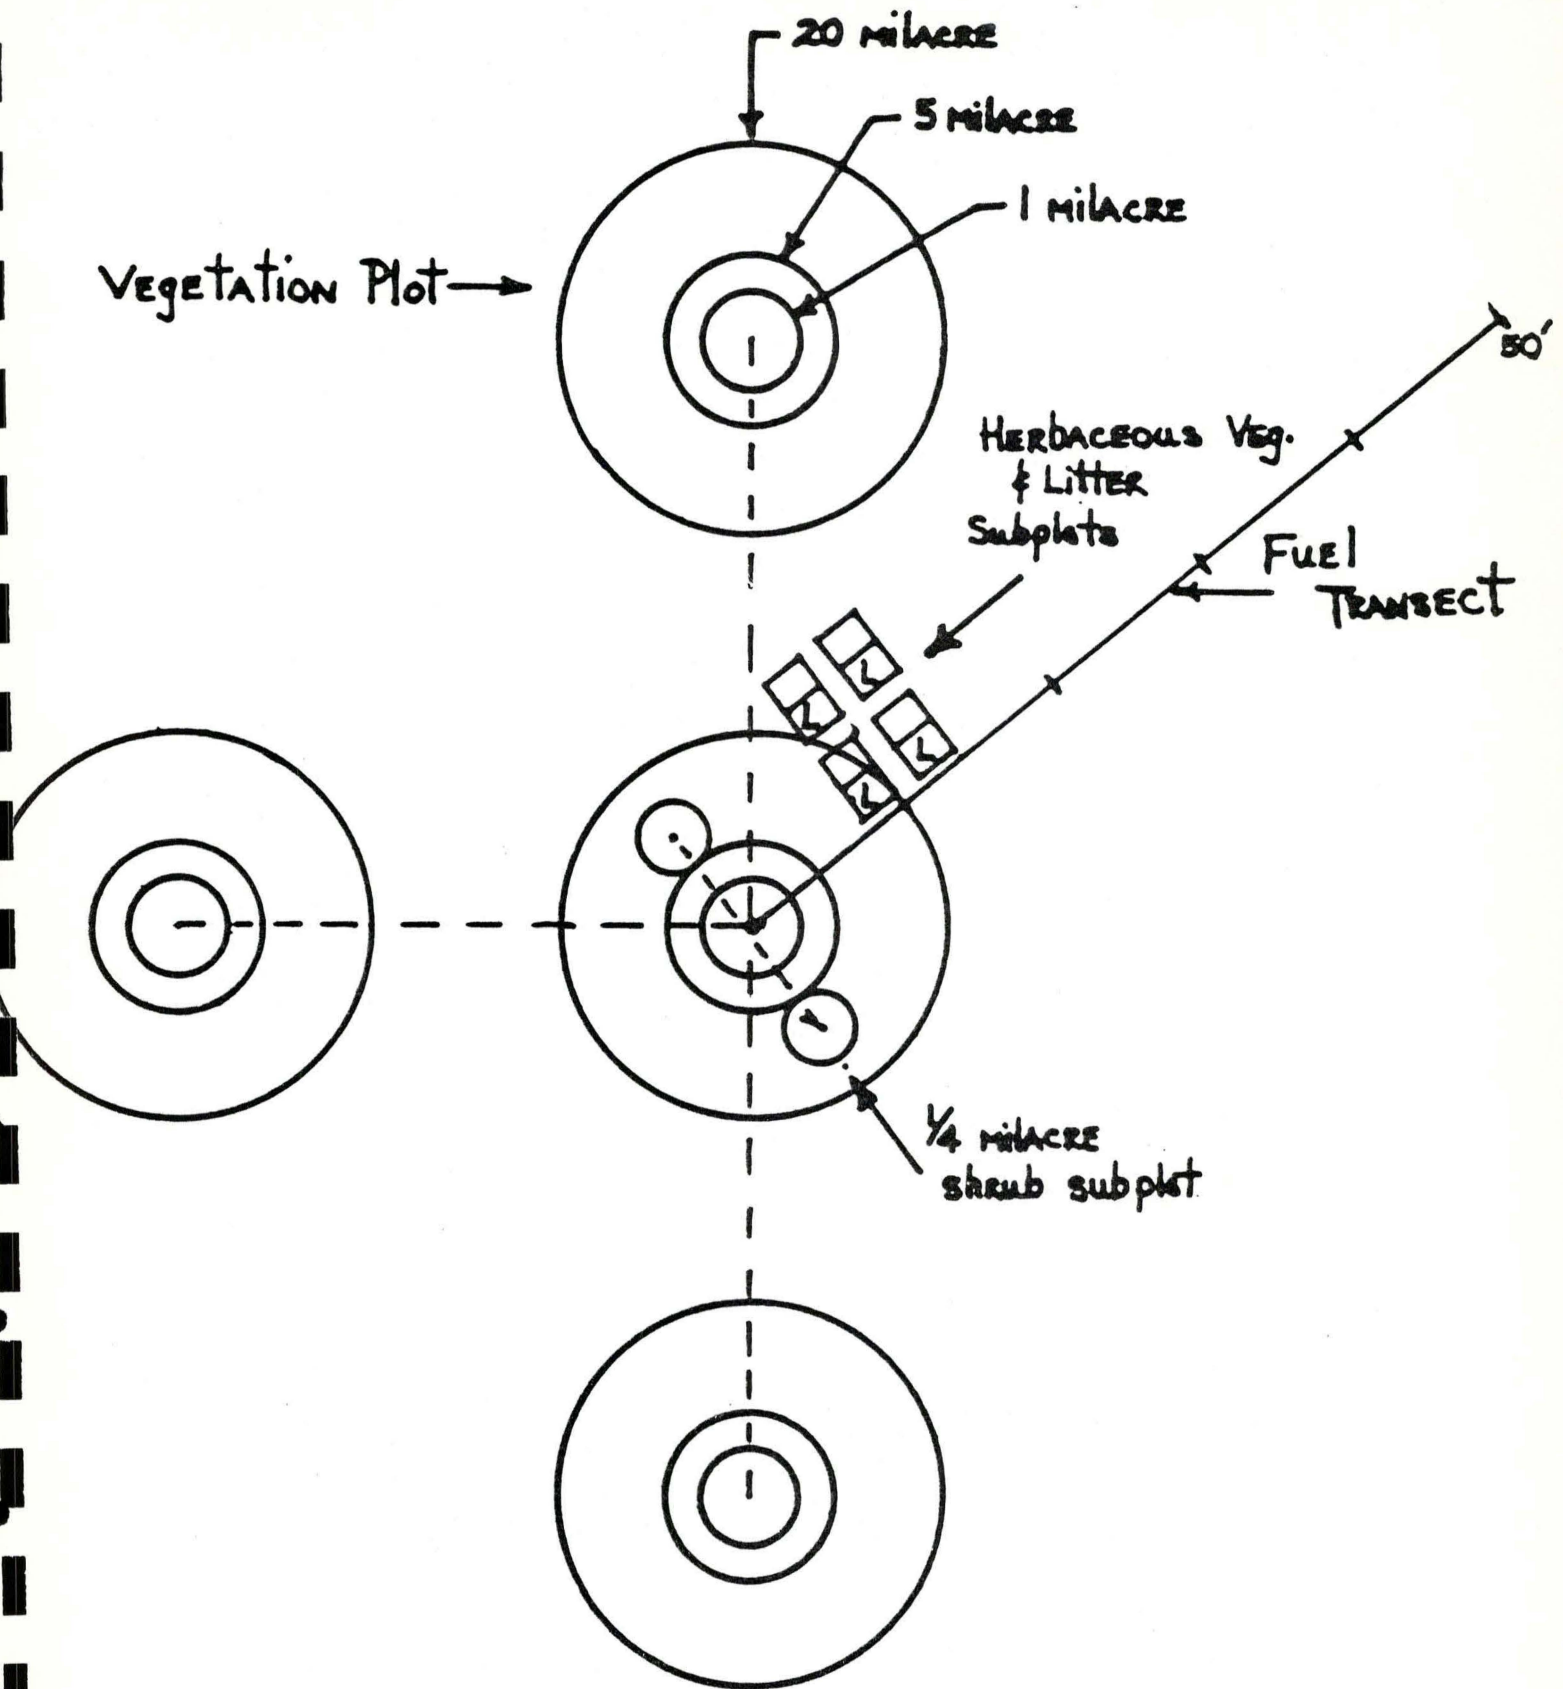 20 milacre
5 milacre
1 milacre
Vegetation Plot
50'
Herbaceous Veg.
& Litter
Subplots
Fuel
Transect
L
L
L
L
1/4 milacre
shrub subplot